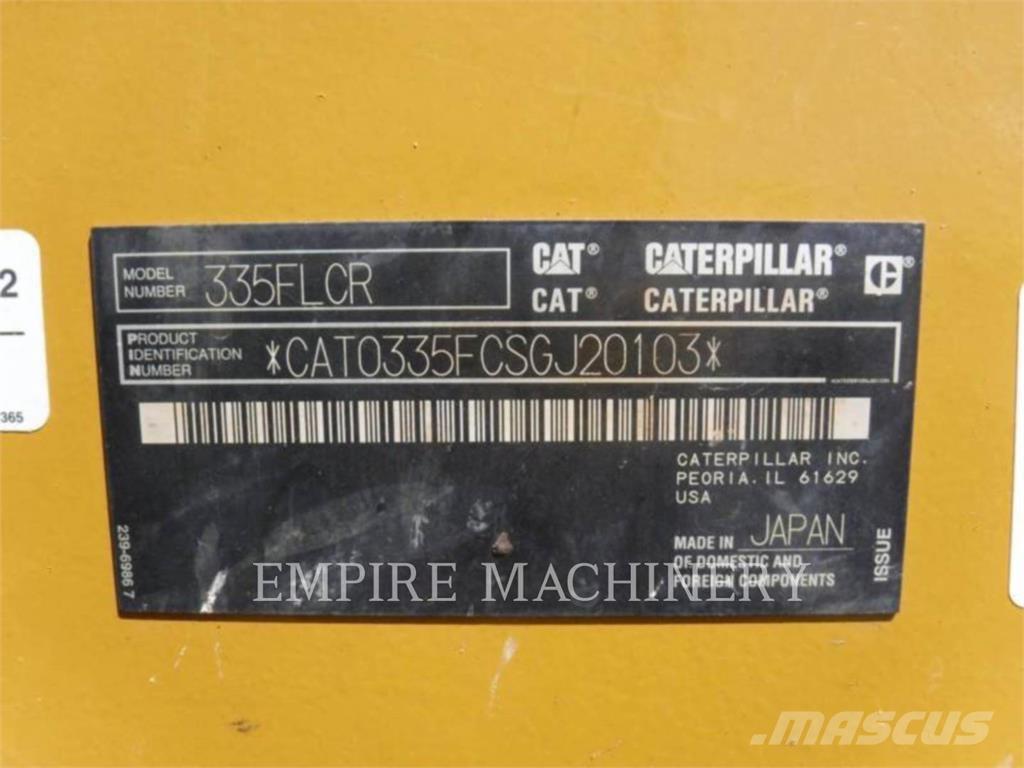 2
365
MODEL NUMBER 335FLCR
CAT® CATERPILLAR®
CAT® CATERPILLAR®
PRODUCT IDENTIFICATION NUMBER *CAT0335FCSGJ20103*
CATERPILLAR INC.
PEORIA, IL 61629
USA
MADE IN JAPAN
OF DOMESTIC AND
FOREIGN COMPONENTS
ISSUE
239-6986 7
EMPIRE MACHINERY
MASCUS